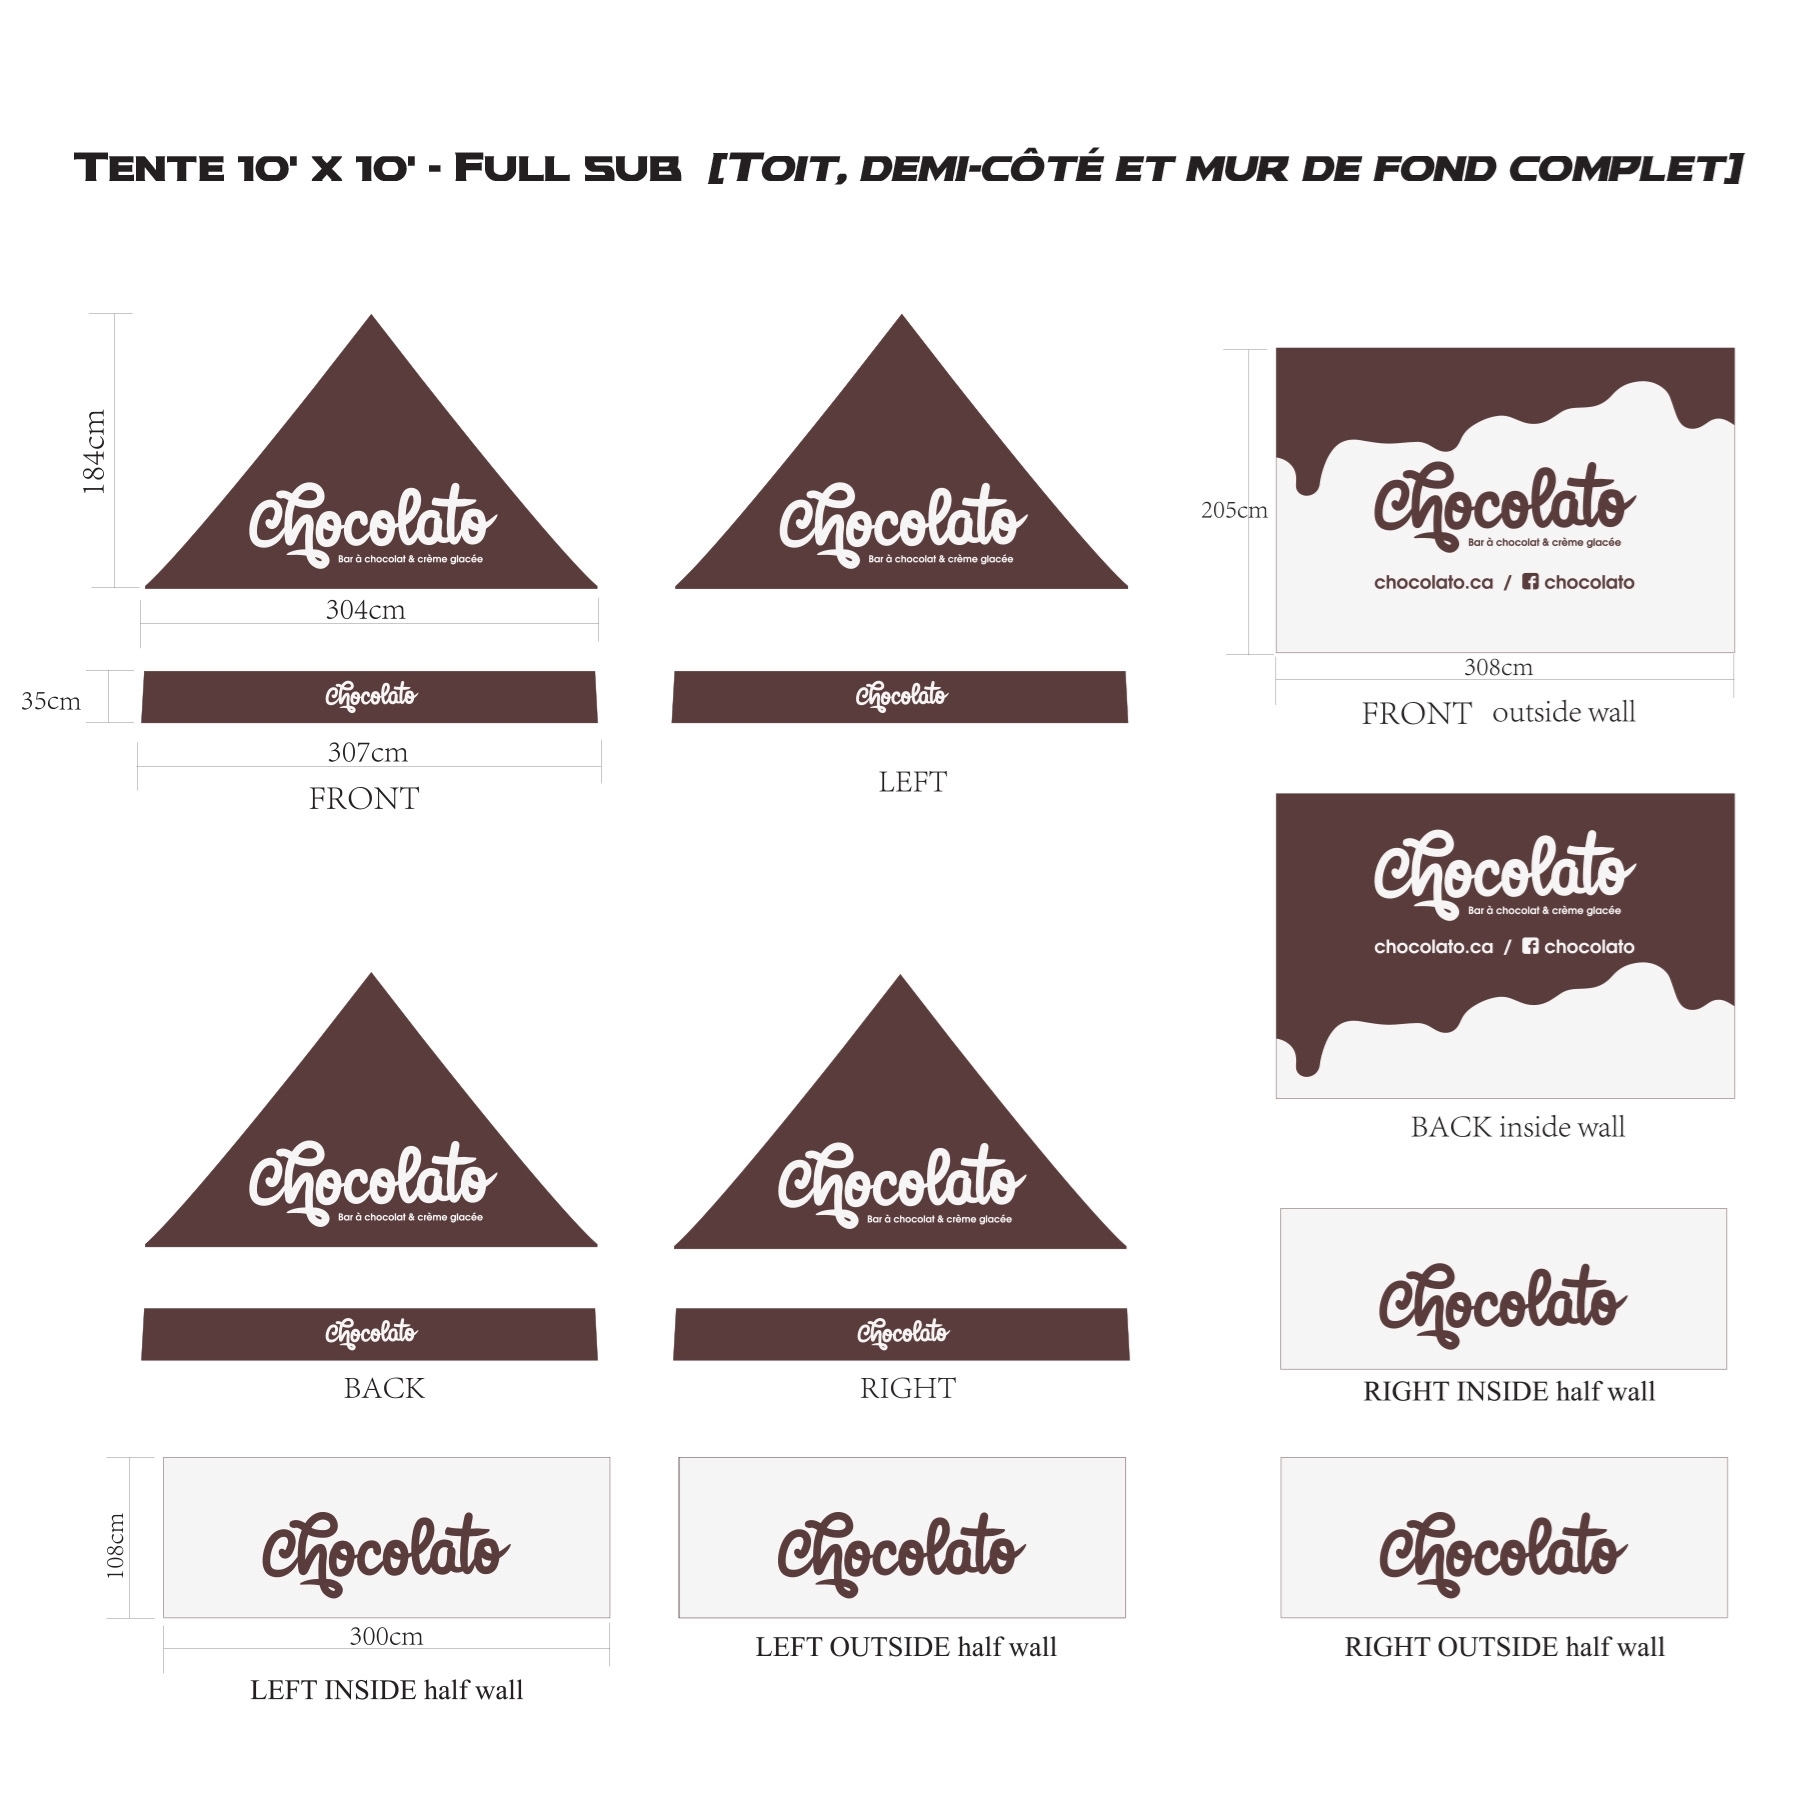 Tente 10' x 10' - Full sub [Toit, demi-côté et mur de fond complet]
184cm
Chocolato
Bar à chocolat & crème glacée
304cm
35cm
Chocolato
307cm
FRONT
Chocolato
Bar à chocolat & crème glacée
Chocolato
LEFT
205cm
Chocolato
Bar à chocolat & crème glacée
chocolato.ca / f chocolato
308cm
FRONT outside wall
Chocolato
Bar à chocolat & crème glacée
chocolato.ca / f chocolato
BACK inside wall
Chocolato
Bar à chocolat & crème glacée
Chocolato
BACK
Chocolato
Bar à chocolat & crème glacée
Chocolato
RIGHT
Chocolato
RIGHT INSIDE half wall
108cm
Chocolato
300cm
LEFT INSIDE half wall
Chocolato
LEFT OUTSIDE half wall
Chocolato
RIGHT OUTSIDE half wall